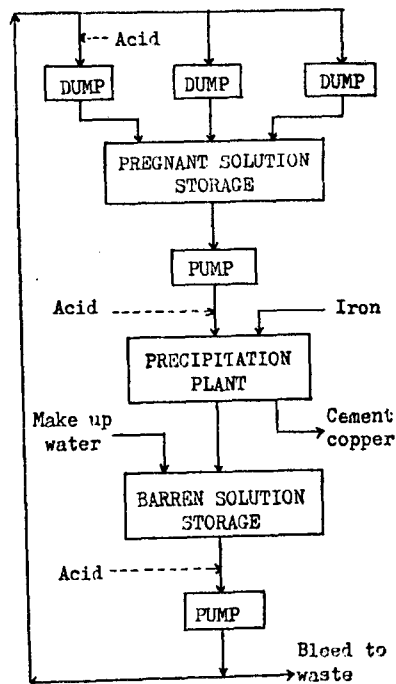 Acid
DUMP
DUMP
DUMP
PREGNANT SOLUTION
STORAGE
PUMP
Acid
Iron
PRECIPITATION
PLANT
Make up
water
Cement
copper
BARREN SOLUTION
STORAGE
Acid
PUMP
Bleed to
waste